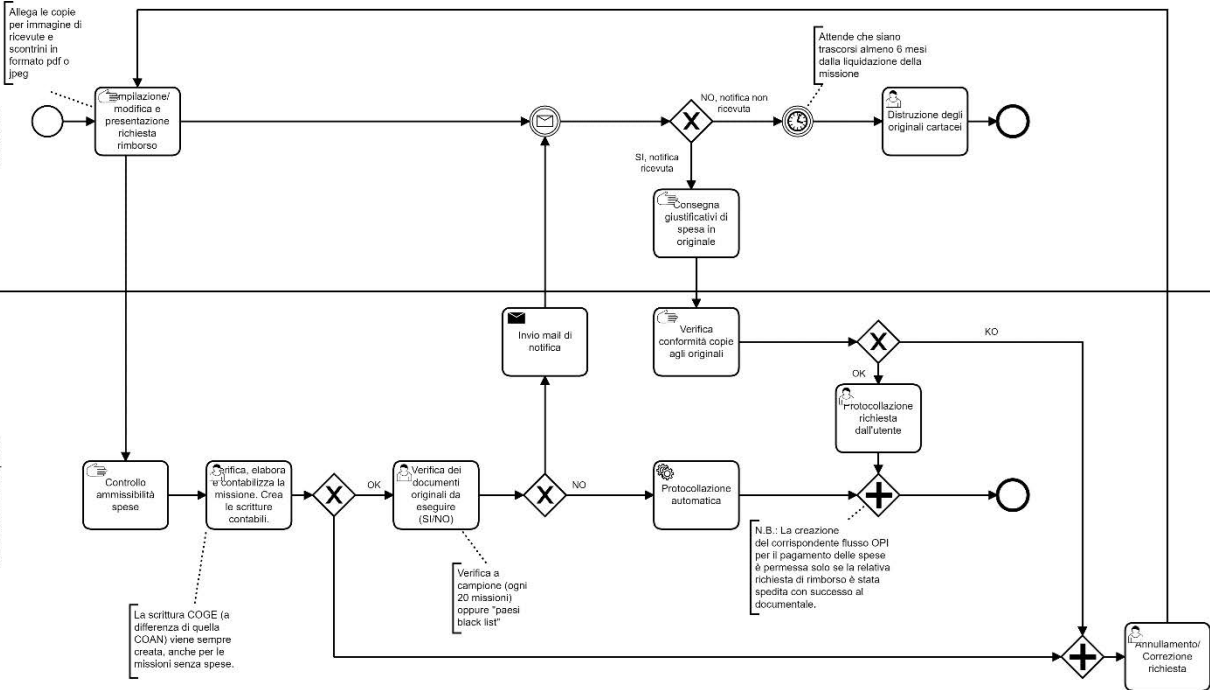 Allega le copie
per immagine di
ricevute e
scontrini in
formato pdf o
jpeg
mpilazione/
modifica e
presentazione
richiesta
rimborso
NO, notifica non
ricevuta
Attende che siano
trascorsi almeno 6 mesi
dalla liquidazione della
missione
Distruzione degli
originali cartacei
SI, notifica
ricevuta
Consegna
giustificativi di
spesa in
originale
Invio mail di
notifica
Verifica
conformità copie
agli originali
KO
OK
Protocollazione
richiesta
dall'utente
Controllo
ammissibilità
spese
erifica, elabora
e contabilizza la
missione. Crea
le scritture
contabili.
OK
Verifica dei
documenti
originali da
eseguire
(SI/NO)
NO
Protocollazione
automatica
N.B.: La creazione
del corrispondente flusso OPI
per il pagamento delle spese
è permessa solo se la relativa
richiesta di rimborso è stata
spedita con successo al
documentale.
Verifica a
campione (ogni
20 missioni)
oppure "paesi
black list"
La scrittura COGE (a
differenza di quella
COAN) viene sempre
creata, anche per le
missioni senza spese.
Annullamento/
Correzione
richiesta